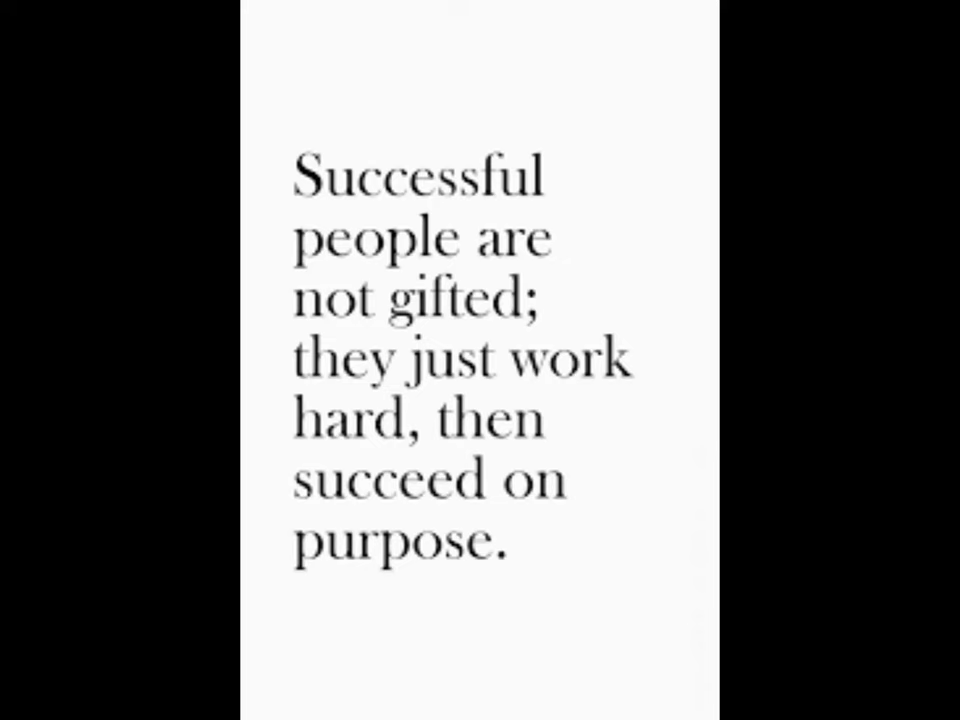 Successful
people are
not gifted;
they just work
hard, then
succeed on
purpose.